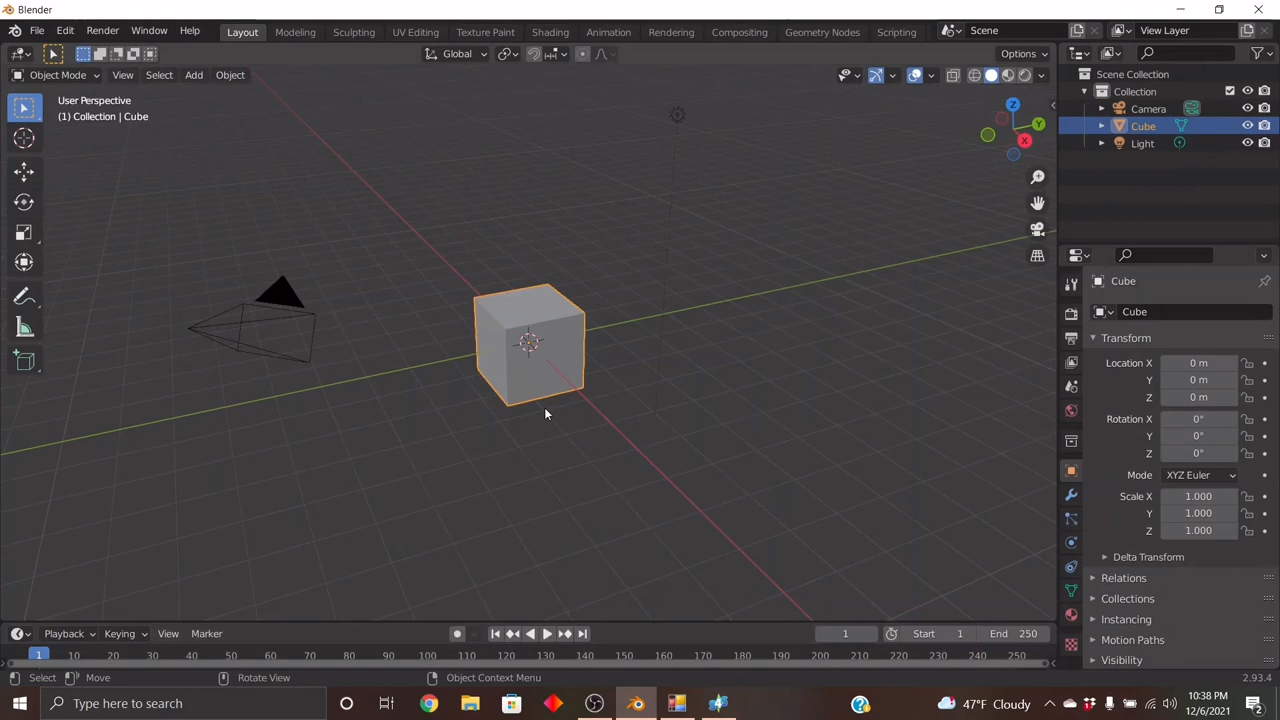 Blender
File Edit Render Window Help Layout Modeling Sculpting UV Editing Texture Paint Shading Animation Rendering Compositing Geometry Nodes Scripting Scene View Layer
Global Options
Object Mode View Select Add Object
User Perspective
(1) Collection | Cube
Z
Y
X
Scene Collection
Collection
Camera
Cube
Light
Cube
Cube
Transform
Location X 0 m
Y 0 m
Z 0 m
Rotation X 0°
Y 0°
Z 0°
Mode XYZ Euler
Scale X 1.000
Y 1.000
Z 1.000
Delta Transform
Relations
Collections
Instancing
Motion Paths
Visibility
Playback Keying View Marker 1 Start 1 End 250
1 10 20 30 40 50 60 70 80 90 100 110 120 130 140 150 160 170 180 190 200 210 220 230 240 250
Select Move Rotate View Object Context Menu 2.93.4
Type here to search 47°F Cloudy 10:38 PM
12/6/2021 2